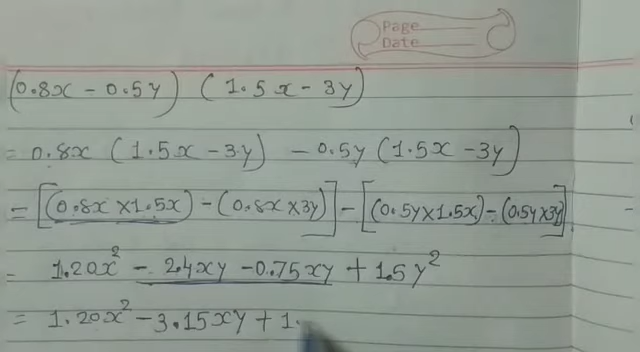 Page
Date
(0.8x - 0.5y) (1.5x - 3y)
= 0.8x (1.5x - 3y) - 0.5y (1.5x - 3y)
= [(0.8x × 1.5x) - (0.8x × 3y)] - [(0.5y × 1.5x) - (0.5y × 3y)]
= 1.20x² - 2.4xy - 0.75xy + 1.5y²
= 1.20x² - 3.15xy + 1.